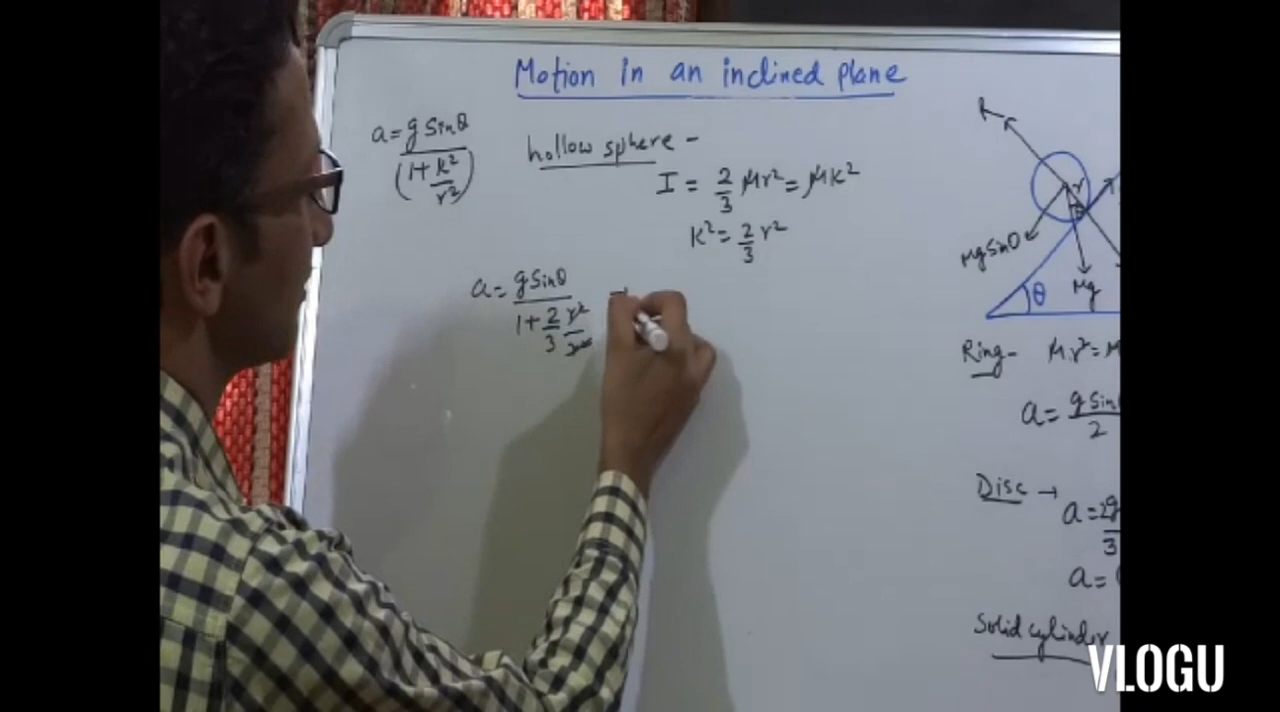 Motion in an inclined plane
a = g Sinθ
(1 + k²/r²)
hollow sphere -
I = 2/3 Mr² = Mk²
k² = 2/3 r²
a = g Sinθ
1 + 2/3 r²
R
r
θ
Mg Sinθ
Mg
θ
Ring - Mr² = M
a = g Sin
2
Disc →
a = 2g
3
a =
Solid cylinder
VLOGU